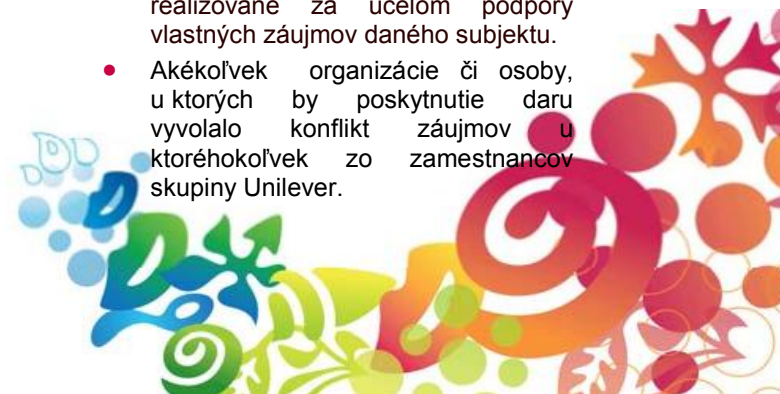 realizované za účelom podpory
vlastných záujmov daného subjektu.
• Akékoľvek organizácie či osoby,
u ktorých by poskytnutie daru
vyvolalo konflikt záujmov u
ktoréhokoľvek zo zamestnancov
skupiny Unilever.